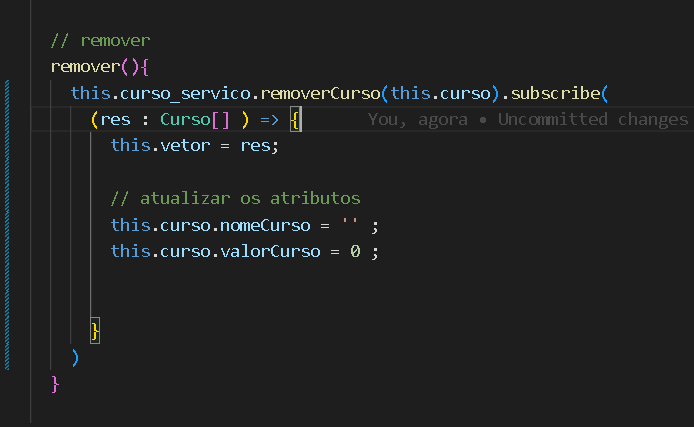 // remover
remover(){
this.curso_servico.removerCurso(this.curso).subscribe(
(res : Curso[] ) => { You, agora • Uncommitted changes
this.vetor = res;
// atualizar os atributos
this.curso.nomeCurso = '' ;
this.curso.valorCurso = 0 ;
}
)
}